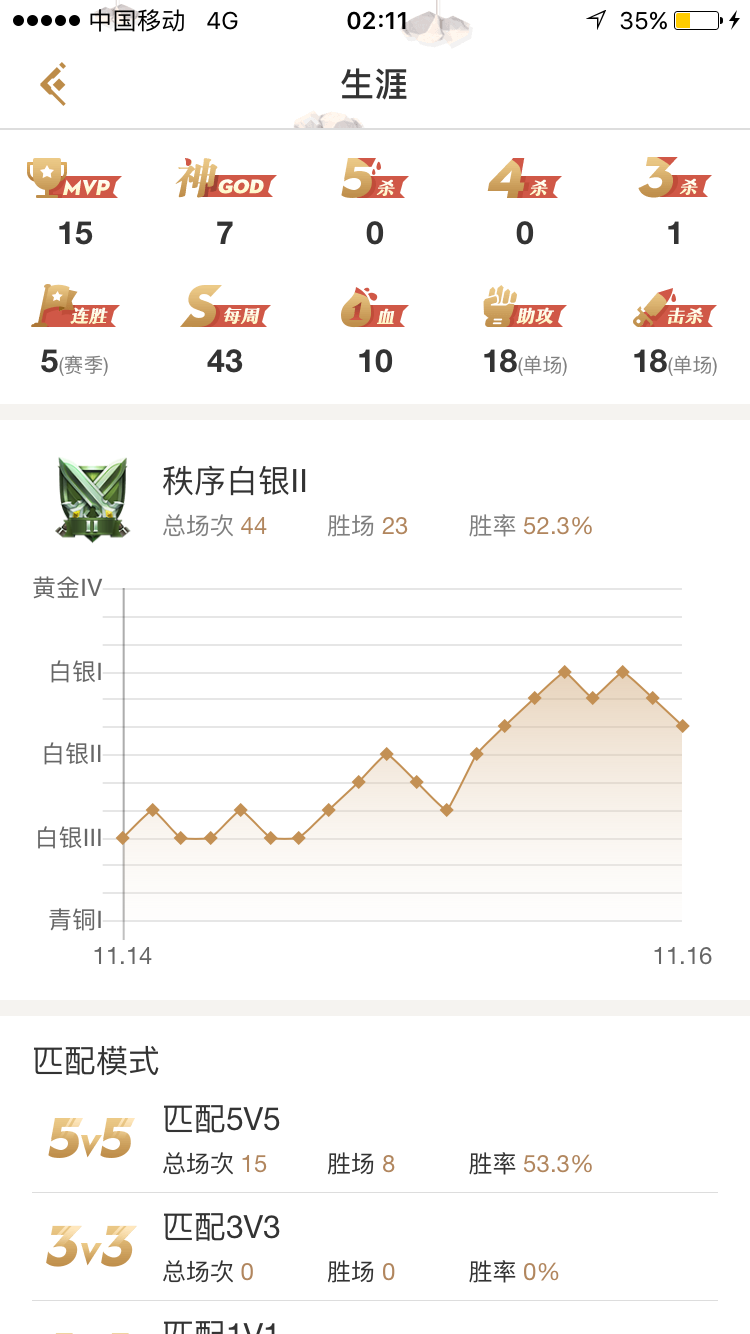 中国移动 4G 02:11 35%
生涯
MVP 神GOD 5杀 4杀 3杀
15 7 0 0 1
连胜 S每周 1血 助攻 击杀
5(赛季) 43 10 18(单场) 18(单场)
秩序白银II
II
总场次 44 胜场 23 胜率 52.3%
黄金IV
白银I
白银II
白银III
青铜I
11.14 11.16
匹配模式
5v5 匹配5V5
总场次 15 胜场 8 胜率 53.3%
3v3 匹配3V3
总场次 0 胜场 0 胜率 0%
匹配1V1